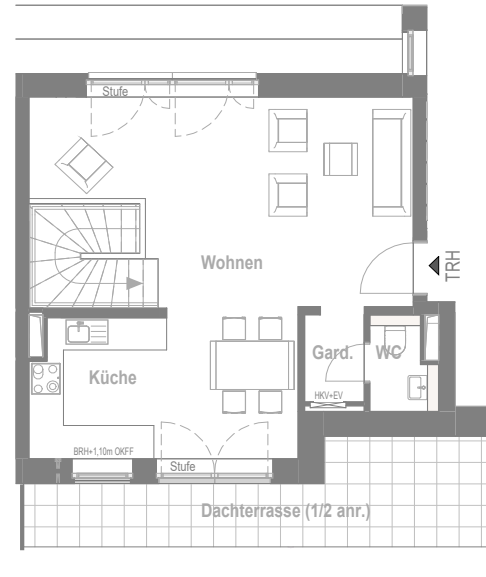 Stufe
Wohnen
TRH
Gard.
WC
Küche
HKV+EV
BRH+1,10m OKFF
Stufe
Dachterrasse (1/2 anr.)